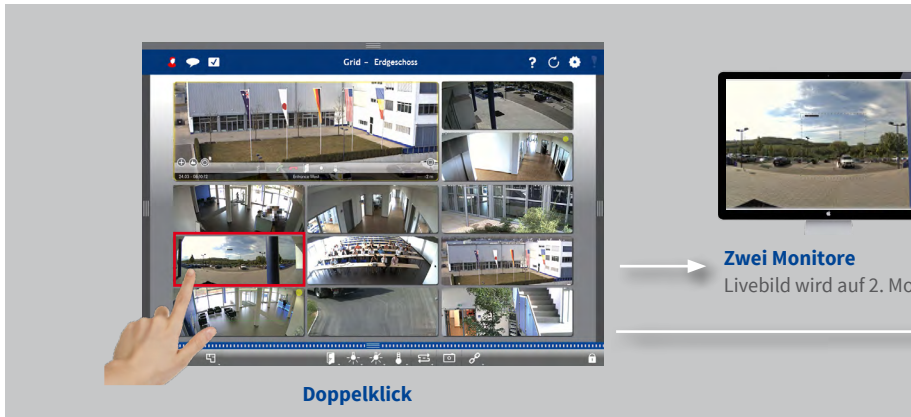 Grid – Erdgeschoss
Zwei Monitore
Livebild wird auf 2. Mo
Doppelklick